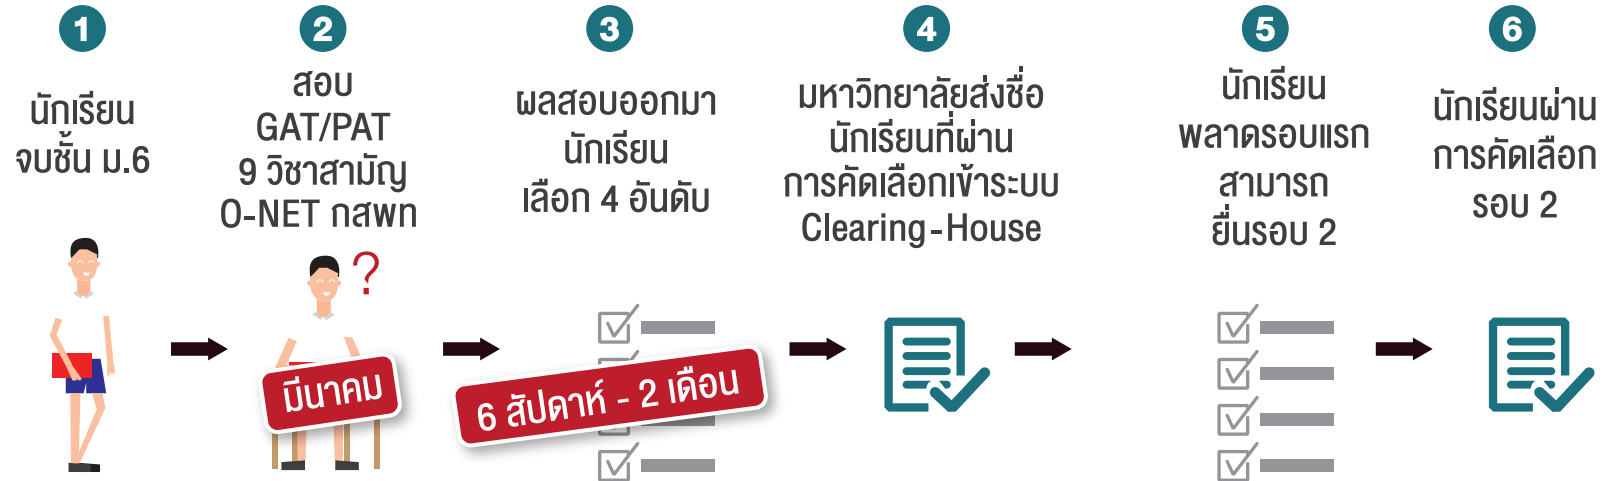 1
นักเรียน
จบชั้น ม.6
2
สอบ
GAT/PAT
9 วิชาสามัญ
O-NET กสพท
?
มีนาคม
3
ผลสอบออกมา
นักเรียน
เลือก 4 อันดับ
6 สัปดาห์ - 2 เดือน
4
มหาวิทยาลัยส่งชื่อ
นักเรียนที่ผ่าน
การคัดเลือกเข้าระบบ
Clearing-House
5
นักเรียน
พลาดรอบแรก
สามารถ
ยื่นรอบ 2
6
นักเรียนผ่าน
การคัดเลือก
รอบ 2